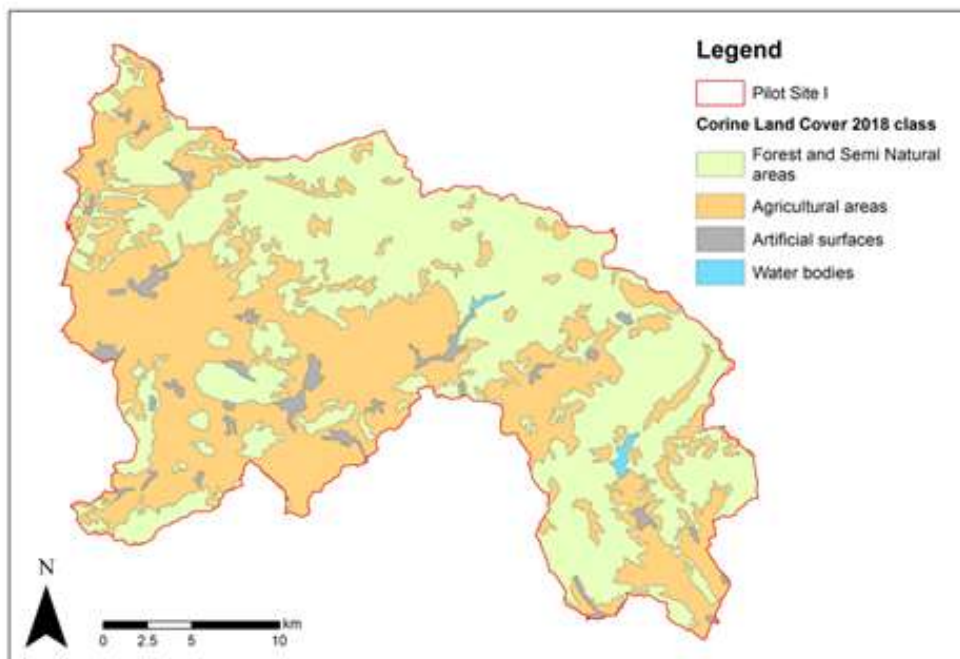 Legend
Pilot Site I
Corine Land Cover 2018 class
Forest and Semi Natural
areas
Agricultural areas
Artificial surfaces
Water bodies
N
km
0 2.5 5 10